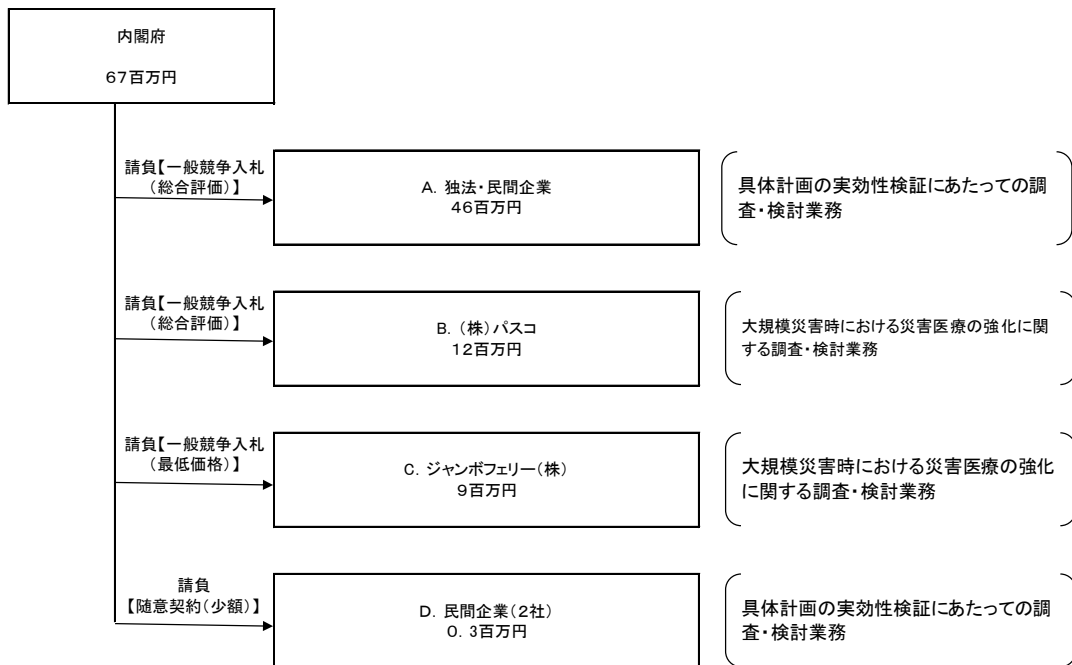 内閣府
67百万円
請負【一般競争入札
(総合評価)】
A. 独法・民間企業
46百万円
具体計画の実効性検証にあたっての調
査・検討業務
請負【一般競争入札
(総合評価)】
B. (株)パスコ
12百万円
大規模災害時における災害医療の強化に関
する調査・検討業務
請負【一般競争入札
(最低価格)】
C. ジャンボフェリー(株)
9百万円
大規模災害時における災害医療の強化
に関する調査・検討業務
請負
【随意契約(少額)】
D. 民間企業(2社)
0. 3百万円
具体計画の実効性検証にあたっての調
査・検討業務